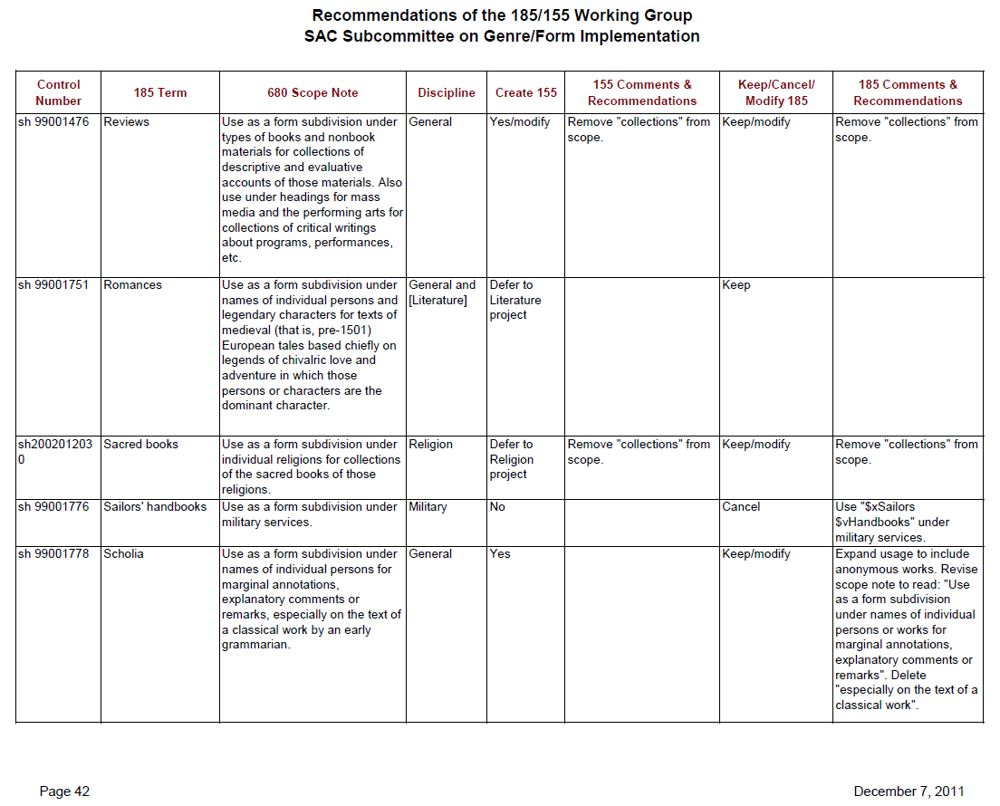 Recommendations of the 185/155 Working Group
SAC Subcommittee on Genre/Form Implementation
Control
Number
185 Term
680 Scope Note
Discipline
Create 155
155 Comments &
Recommendations
Keep/Cancel/
Modify 185
185 Comments &
Recommendations
sh 99001476
Reviews
Use as a form subdivision under
types of books and nonbook
materials for collections of
descriptive and evaluative
accounts of those materials. Also
use under headings for mass
media and the performing arts for
collections of critical writings
about programs, performances,
etc.
General
Yes/modify
Remove "collections" from
scope.
Keep/modify
Remove "collections" from
scope.
sh 99001751
Romances
Use as a form subdivision under
names of individual persons and
legendary characters for texts of
medieval (that is, pre-1501)
European tales based chiefly on
legends of chivalric love and
adventure in which those
persons or characters are the
dominant character.
General and
[Literature]
Defer to
Literature
project
Keep
sh200201203
0
Sacred books
Use as a form subdivision under
individual religions for collections
of the sacred books of those
religions.
Religion
Defer to
Religion
project
Remove "collections" from
scope.
Keep/modify
Remove "collections" from
scope.
sh 99001776
Sailors' handbooks
Use as a form subdivision under
military services.
Military
No
Cancel
Use "$xSailors
$vHandbooks" under
military services.
sh 99001778
Scholia
Use as a form subdivision under
names of individual persons for
marginal annotations,
explanatory comments or
remarks, especially on the text of
a classical work by an early
grammarian.
General
Yes
Keep/modify
Expand usage to include
anonymous works. Revise
scope note to read: "Use
as a form subdivision
under names of individual
persons or works for
marginal annotations,
explanatory comments or
remarks". Delete
"especially on the text of a
classical work".
Page 42
December 7, 2011